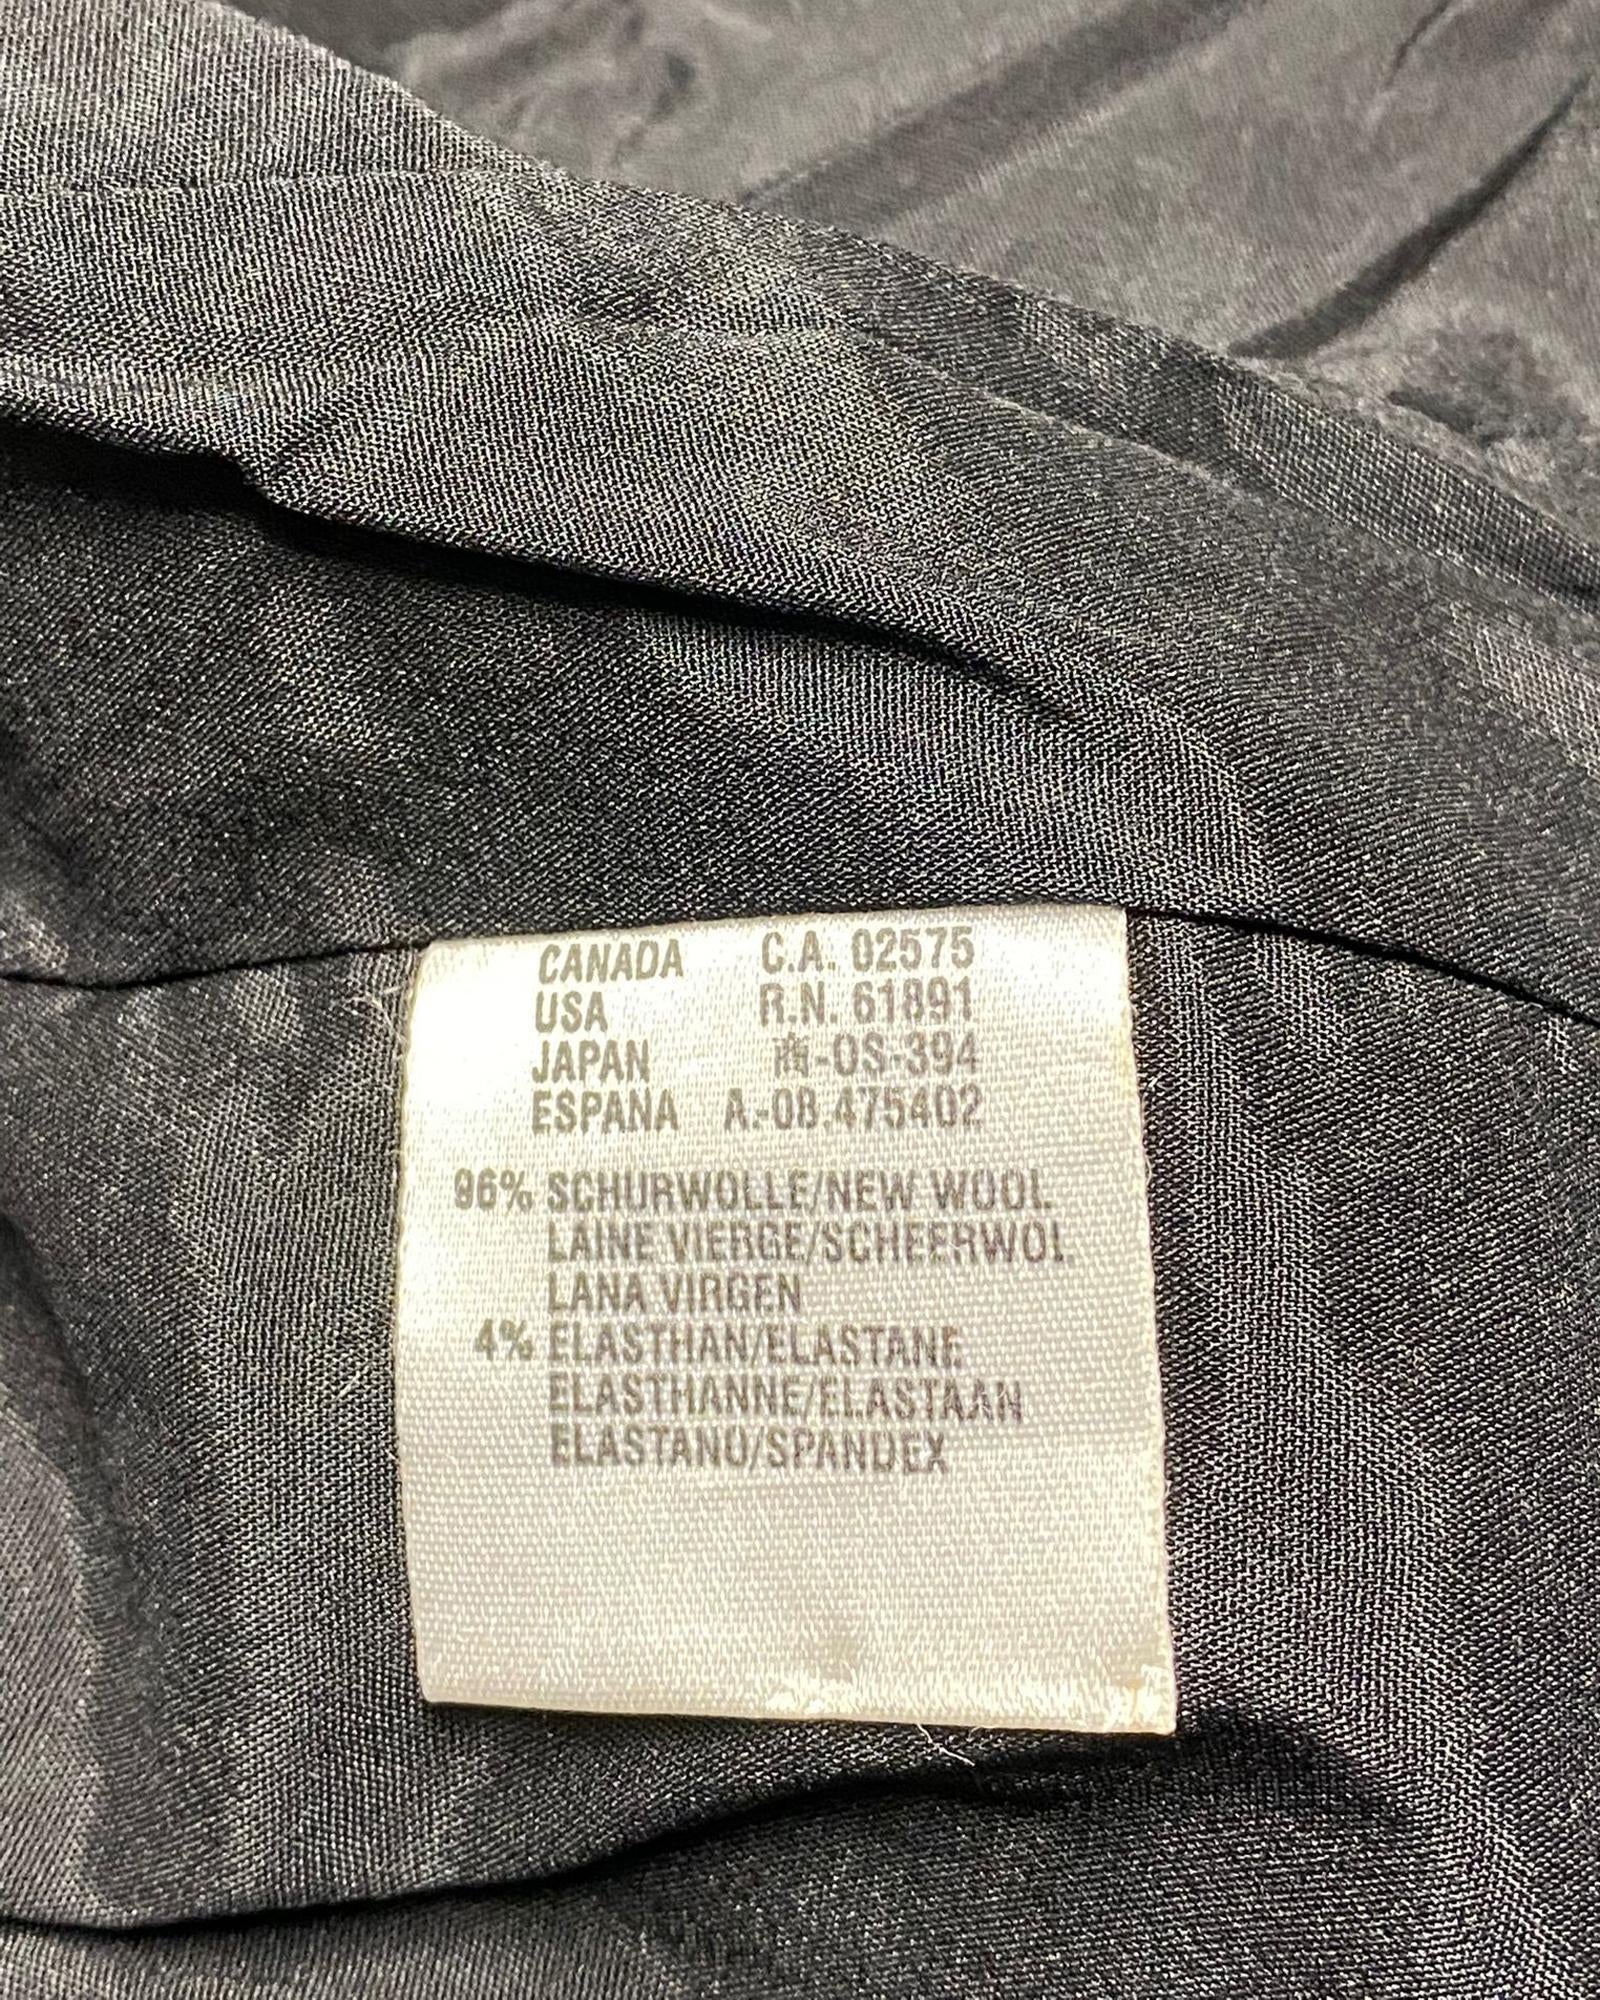 CANADA C.A. 02575
USA R.N. 61891
JAPAN 商-OS-394
ESPANA A.-08.475402
96% SCHURWOLLE/NEW WOOL
LAINE VIERGE/SCHEERWOL
LANA VIRGEN
4% ELASTHAN/ELASTANE
ELASTHANNE/ELASTAAN
ELASTANO/SPANDEX